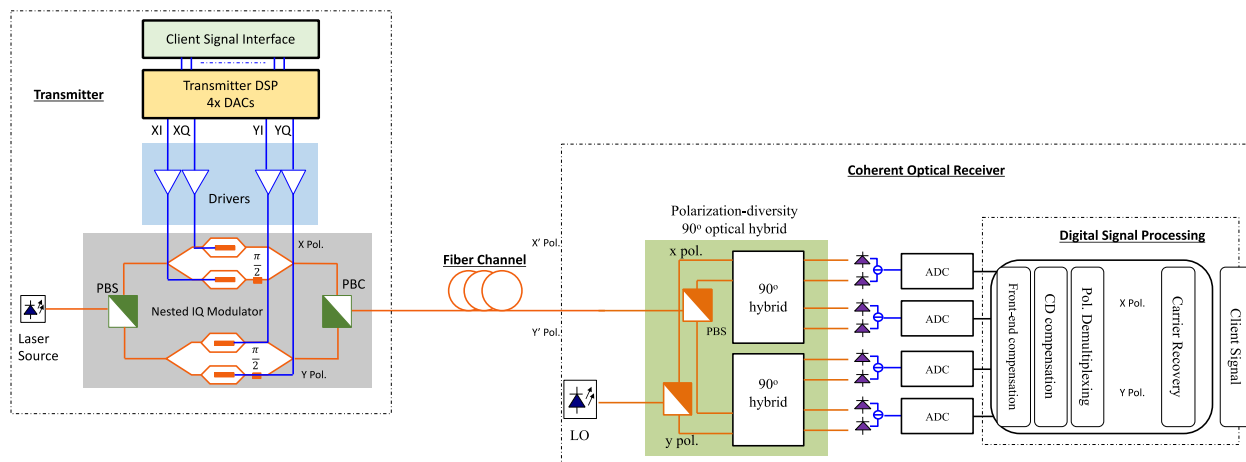 Client Signal Interface
Transmitter
Transmitter DSP
4x DACs
XI XQ YI YQ
Drivers
X Pol.
π
2
PBS
PBC
Nested IQ Modulator
Laser
Source
π
2
Y Pol.
Fiber Channel
X' Pol.
Y' Pol.
Coherent Optical Receiver
Polarization-diversity
90o optical hybrid
x pol.
PBS
90o
hybrid
90o
hybrid
y pol.
LO
ADC
ADC
ADC
ADC
Digital Signal Processing
Front-end compensation
CD compensation
Pol. Demultiplexing
X Pol.
Y Pol.
Carrier Recovery
Client Signal